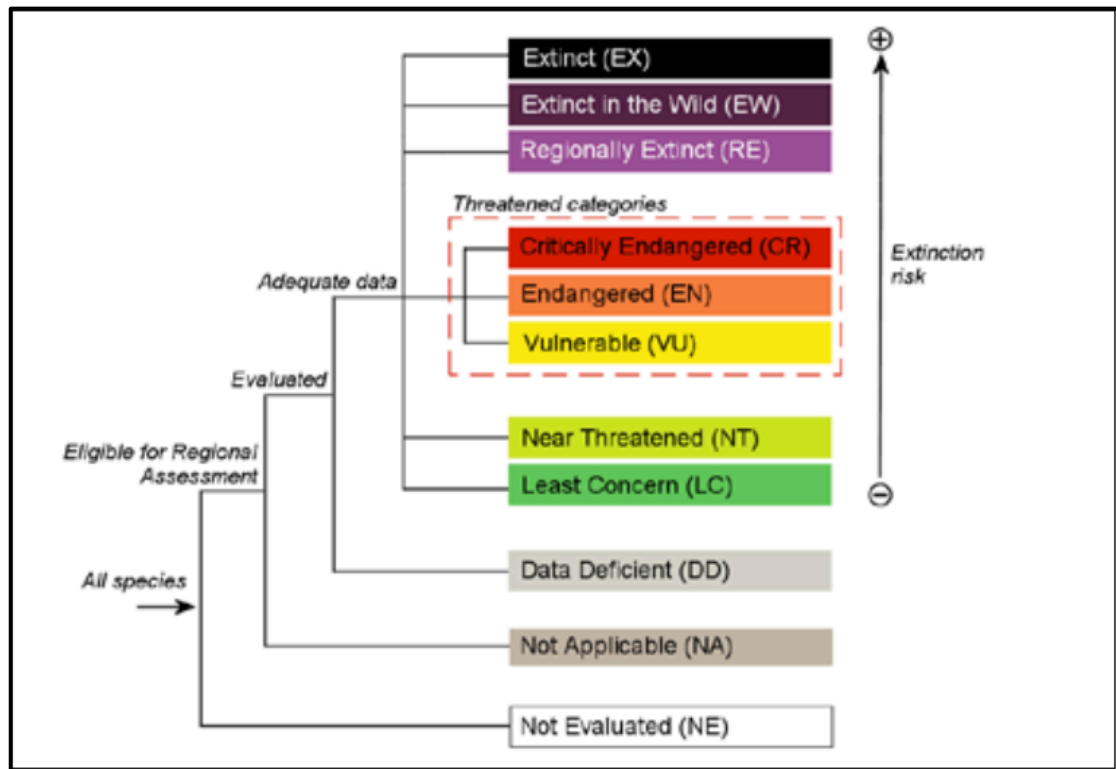 Extinct (EX)
Extinct in the Wild (EW)
Regionally Extinct (RE)
Threatened categories
Critically Endangered (CR)
Adequate data
Endangered (EN)
Extinction
risk
Vulnerable (VU)
Evaluated
Near Threatened (NT)
Eligible for Regional
Assessment
Least Concern (LC)
All species
Data Deficient (DD)
Not Applicable (NA)
Not Evaluated (NE)